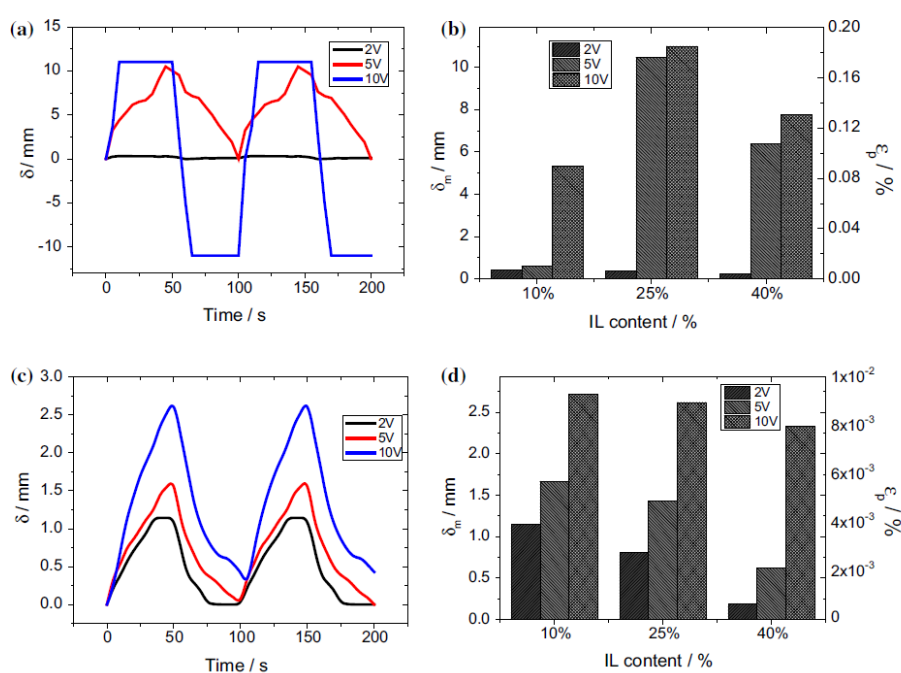 (a)
15
10
5
0
-5
-10
δ / mm
0
50
100
150
200
Time / s
2V
5V
10V
(b)
10
8
6
4
2
0
δm / mm
0.20
0.16
0.12
0.08
0.04
0.00
εp / %
10%
25%
40%
IL content / %
2V
5V
10V
(c)
3.0
2.5
2.0
1.5
1.0
0.5
0.0
δ / mm
0
50
100
150
200
Time / s
2V
5V
10V
(d)
2.5
2.0
1.5
1.0
0.5
0.0
δm / mm
1x10⁻²
8x10⁻³
6x10⁻³
4x10⁻³
2x10⁻³
0
εp / %
10%
25%
40%
IL content / %
2V
5V
10V